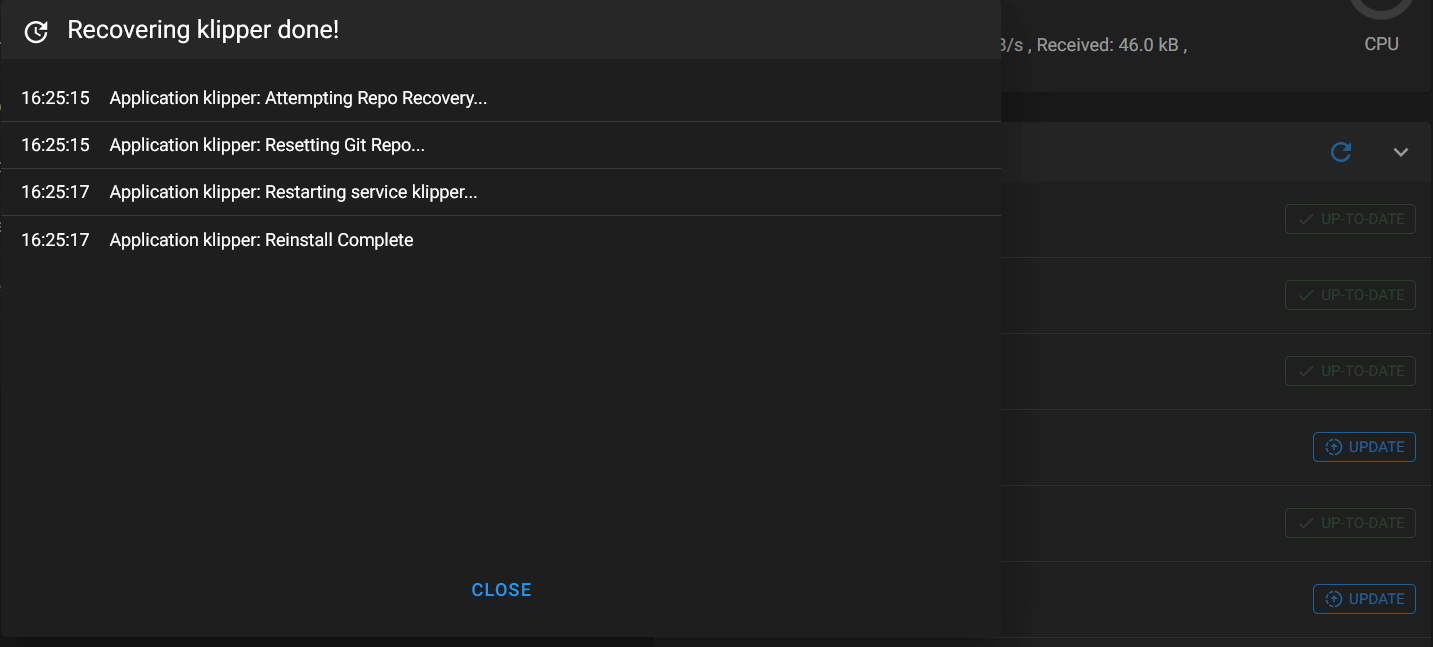 Recovering klipper done!
16:25:15 Application klipper: Attempting Repo Recovery...
16:25:15 Application klipper: Resetting Git Repo...
16:25:17 Application klipper: Restarting service klipper...
16:25:17 Application klipper: Reinstall Complete
CLOSE
B/s , Received: 46.0 kB ,
CPU
UP-TO-DATE
UP-TO-DATE
UP-TO-DATE
UPDATE
UP-TO-DATE
UPDATE